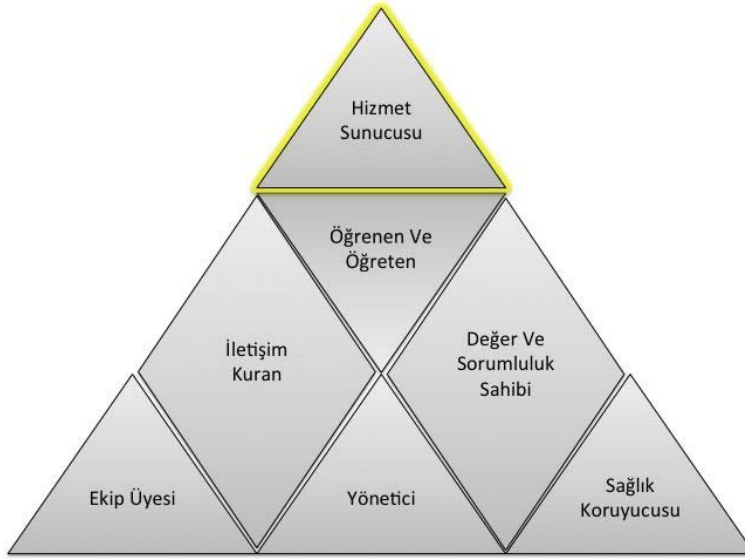 Hizmet
Sunucusu
Öğrenen Ve
Öğreten
İletişim
Kuran
Değer Ve
Sorumluluk
Sahibi
Ekip Üyesi
Yönetici
Sağlık
Koruyucusu